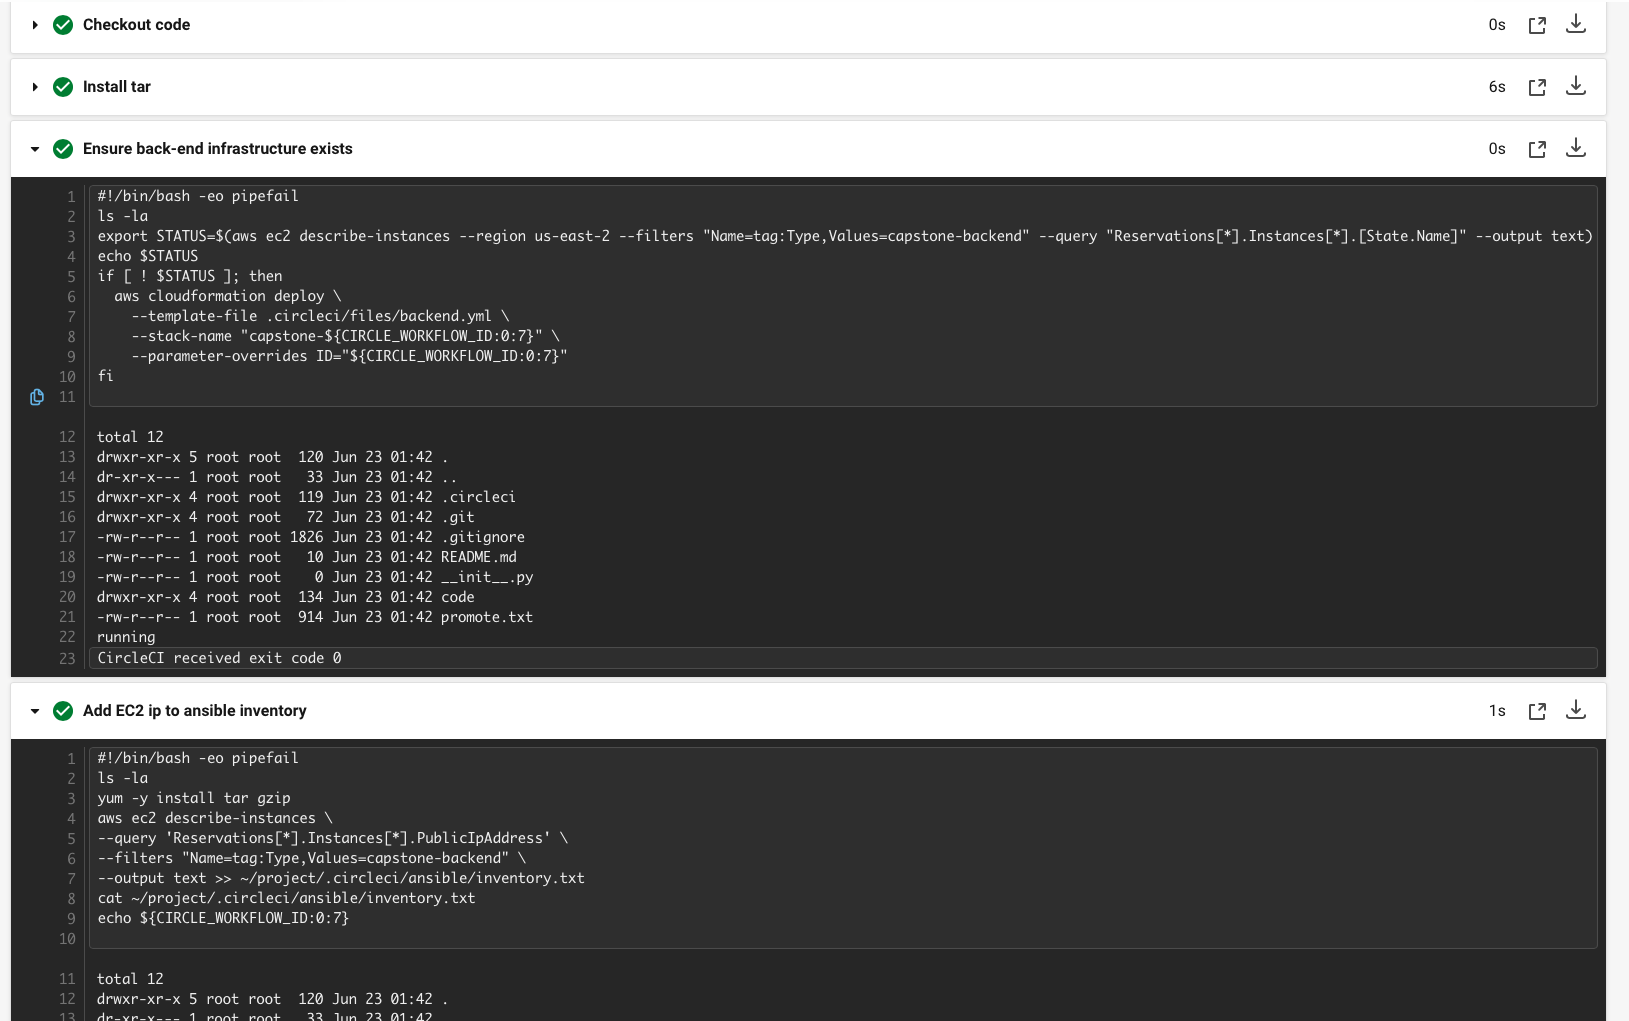 Checkout code 0s
Install tar 6s
Ensure back-end infrastructure exists 0s
1 #!/bin/bash -eo pipefail
2 ls -la
3 export STATUS=$(aws ec2 describe-instances --region us-east-2 --filters "Name=tag:Type,Values=capstone-backend" --query "Reservations[*].Instances[*].[State.Name]" --output text)
4 echo $STATUS
5 if [ ! $STATUS ]; then
6   aws cloudformation deploy \
7     --template-file .circleci/files/backend.yml \
8     --stack-name "capstone-${CIRCLE_WORKFLOW_ID:0:7}" \
9     --parameter-overrides ID="${CIRCLE_WORKFLOW_ID:0:7}"
10 fi
11
12 total 12
13 drwxr-xr-x 5 root root  120 Jun 23 01:42 .
14 dr-xr-x--- 1 root root   33 Jun 23 01:42 ..
15 drwxr-xr-x 4 root root  119 Jun 23 01:42 .circleci
16 drwxr-xr-x 4 root root   72 Jun 23 01:42 .git
17 -rw-r--r-- 1 root root 1826 Jun 23 01:42 .gitignore
18 -rw-r--r-- 1 root root   10 Jun 23 01:42 README.md
19 -rw-r--r-- 1 root root    0 Jun 23 01:42 __init__.py
20 drwxr-xr-x 4 root root  134 Jun 23 01:42 code
21 -rw-r--r-- 1 root root  914 Jun 23 01:42 promote.txt
22 running
23 CircleCI received exit code 0
Add EC2 ip to ansible inventory 1s
1 #!/bin/bash -eo pipefail
2 ls -la
3 yum -y install tar gzip
4 aws ec2 describe-instances \
5 --query 'Reservations[*].Instances[*].PublicIpAddress' \
6 --filters "Name=tag:Type,Values=capstone-backend" \
7 --output text >> ~/project/.circleci/ansible/inventory.txt
8 cat ~/project/.circleci/ansible/inventory.txt
9 echo ${CIRCLE_WORKFLOW_ID:0:7}
10
11 total 12
12 drwxr-xr-x 5 root root  120 Jun 23 01:42 .
13 dr-xr-x--- 1 root root   33 Jun 23 01:42